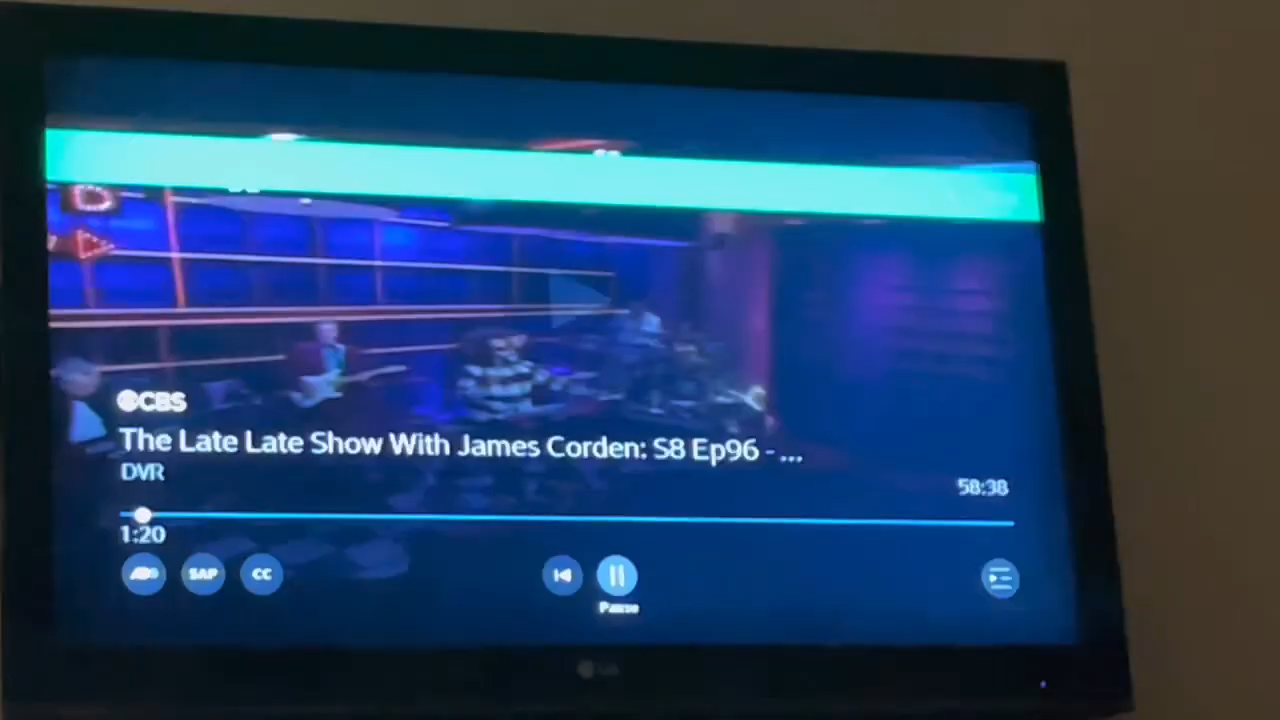 D
CBS
The Late Late Show With James Corden: S8 Ep96 - ...
DVR
58:38
1:20
AD
SAP
CC
Pause
LG